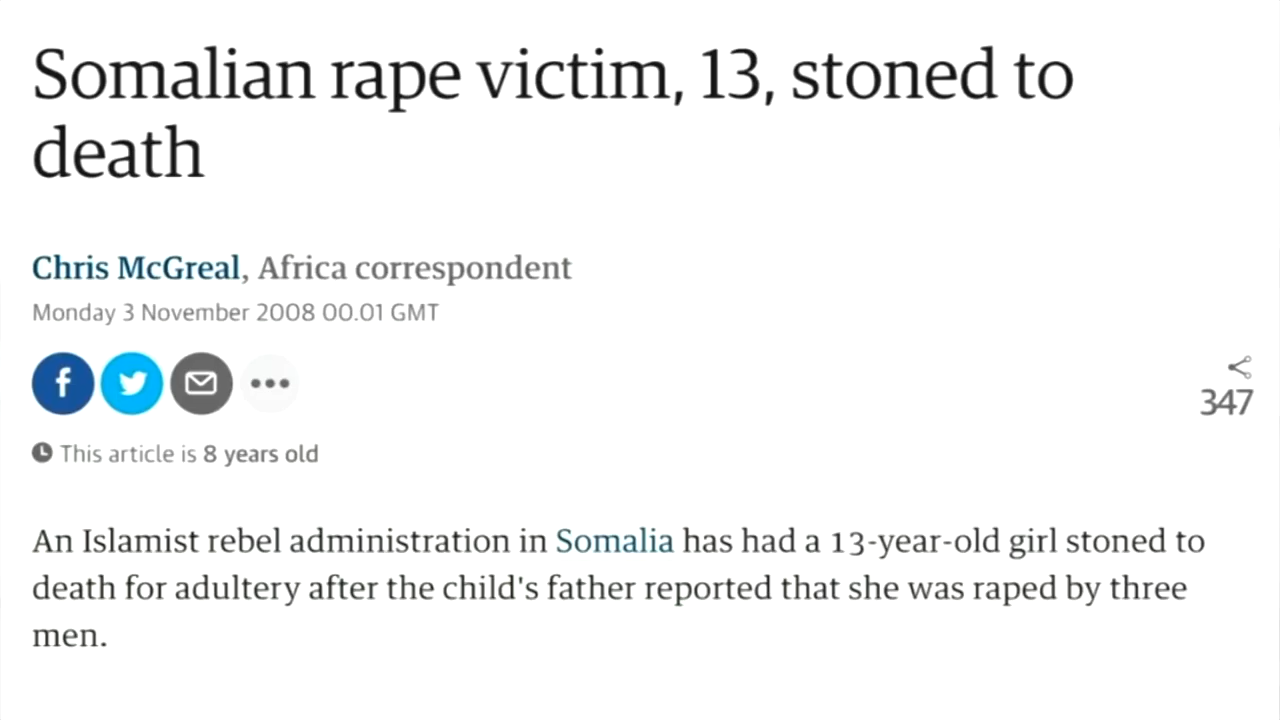 Somalian rape victim, 13, stoned to
death
Chris McGreal, Africa correspondent
Monday 3 November 2008 00.01 GMT
f
347
This article is 8 years old
An Islamist rebel administration in Somalia has had a 13-year-old girl stoned to
death for adultery after the child's father reported that she was raped by three
men.